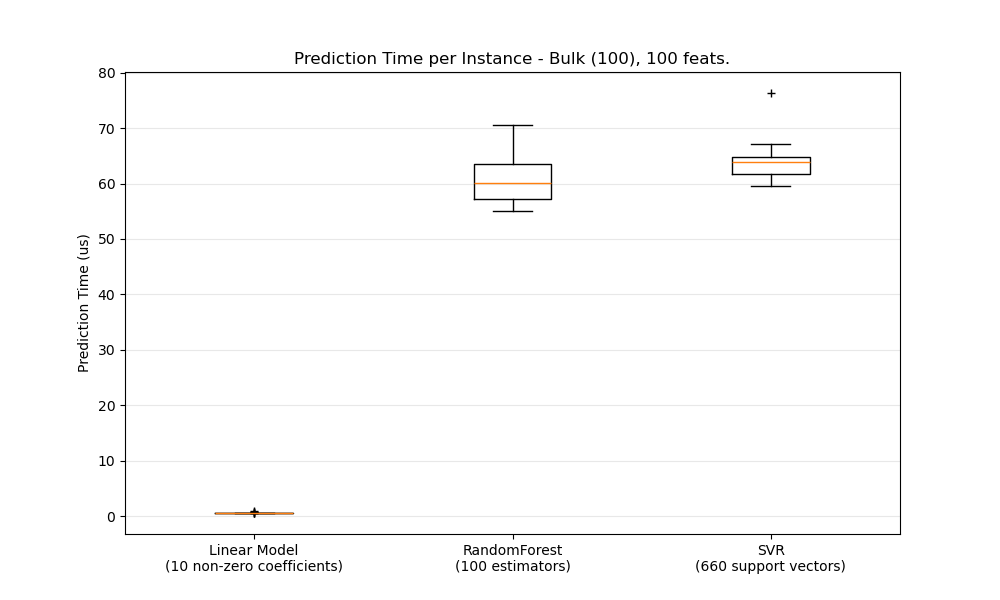 Prediction Time per Instance - Bulk (100), 100 feats.
Prediction Time (us)
80
70
60
50
40
30
20
10
0
Linear Model
(10 non-zero coefficients)
RandomForest
(100 estimators)
SVR
(660 support vectors)